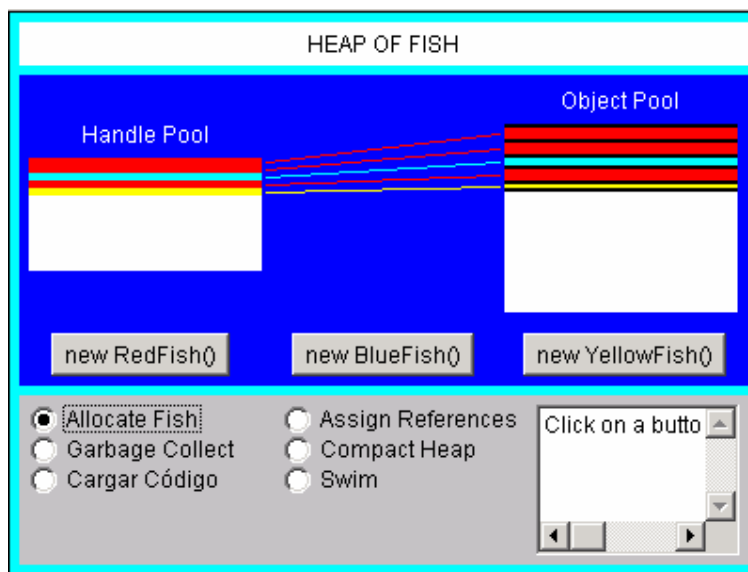 HEAP OF FISH
Object Pool
Handle Pool
new RedFish()
new BlueFish()
new YellowFish()
Allocate Fish
Assign References
Click on a butto
Garbage Collect
Compact Heap
Cargar Código
Swim